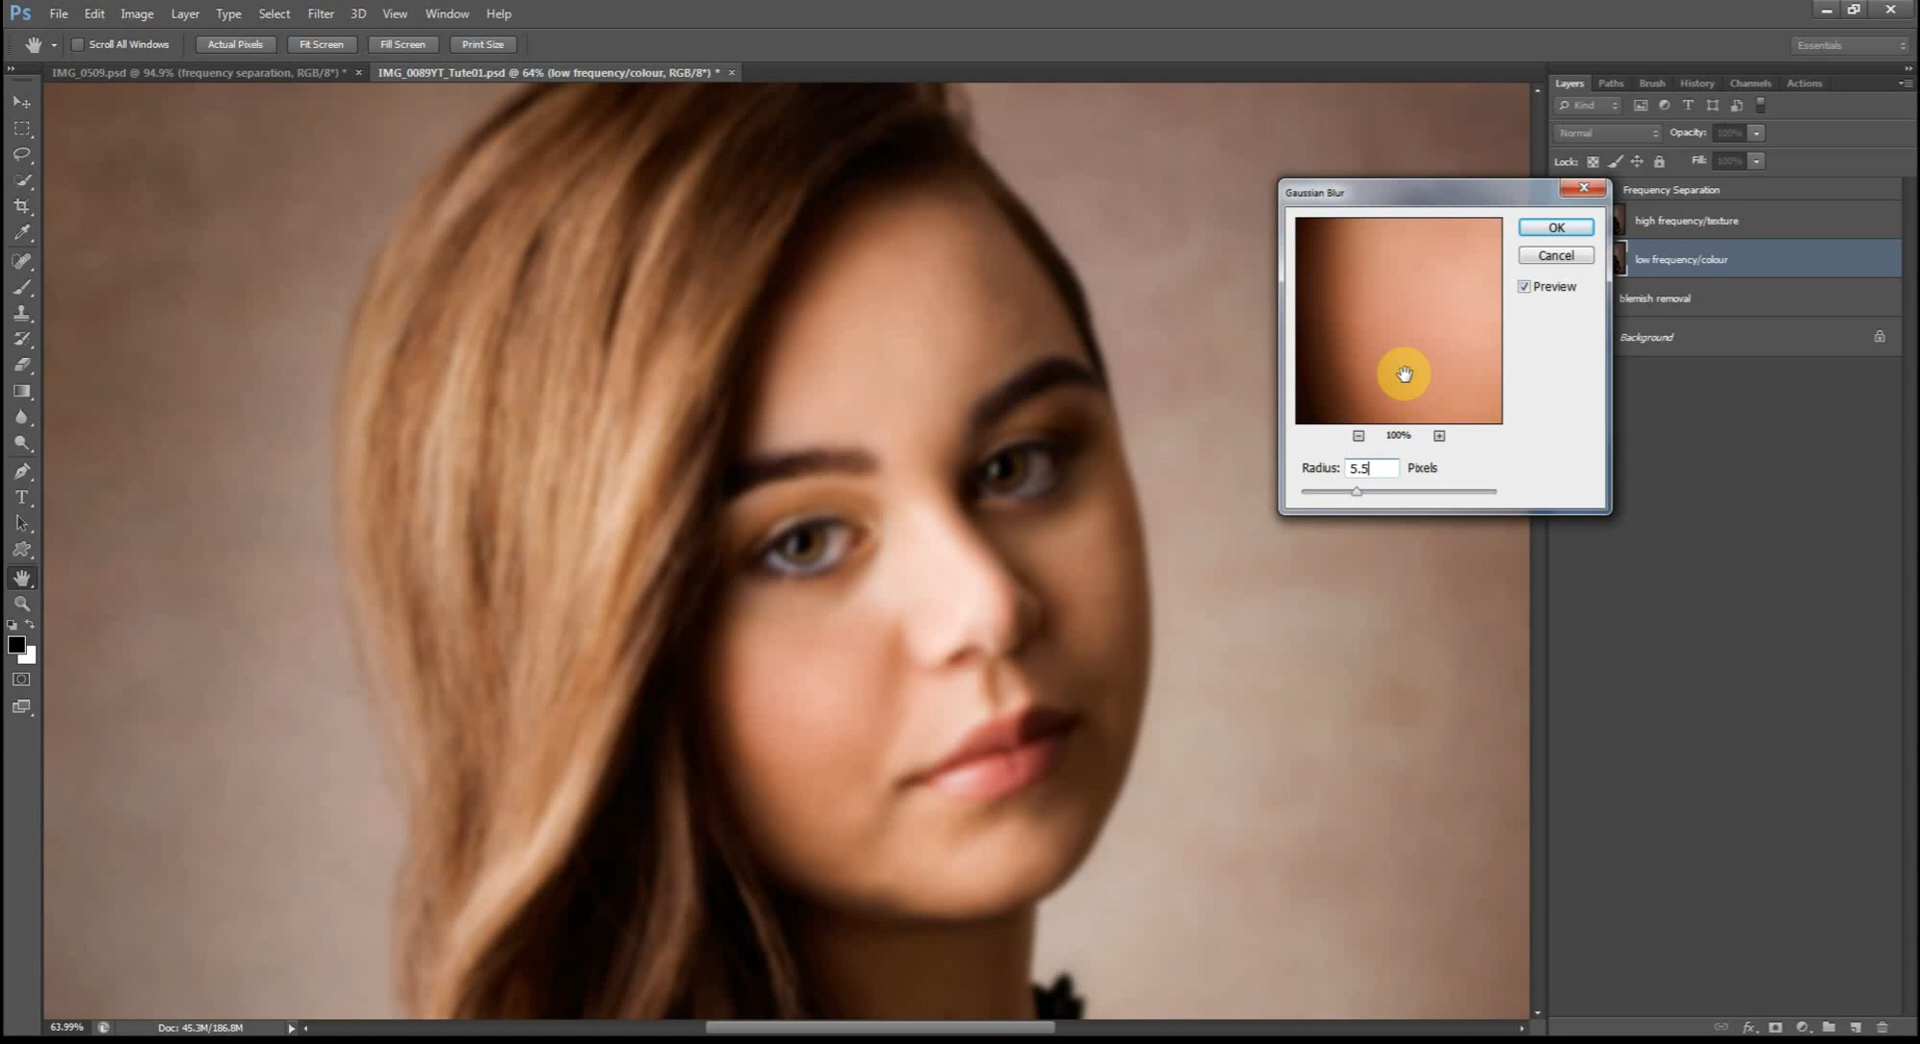 Ps File Edit Image Layer Type Select Filter 3D View Window Help
Scroll All Windows Actual Pixels Fit Screen Fill Screen Print Size Essentials
IMG_0509.psd @ 94.9% (frequency separation, RGB/8*) * × IMG_0089YT_Tute01.psd @ 64% (low frequency/colour, RGB/8*) * ×
Layers Paths Brush History Channels Actions
Kind
Normal Opacity: 100%
Lock: Fill: 100%
Frequency Separation
high frequency/texture
low frequency/colour
blemish removal
Background
Gaussian Blur
OK
Cancel
Preview
100%
Radius: 5.5 Pixels
63.99% Doc: 45.3M/186.8M